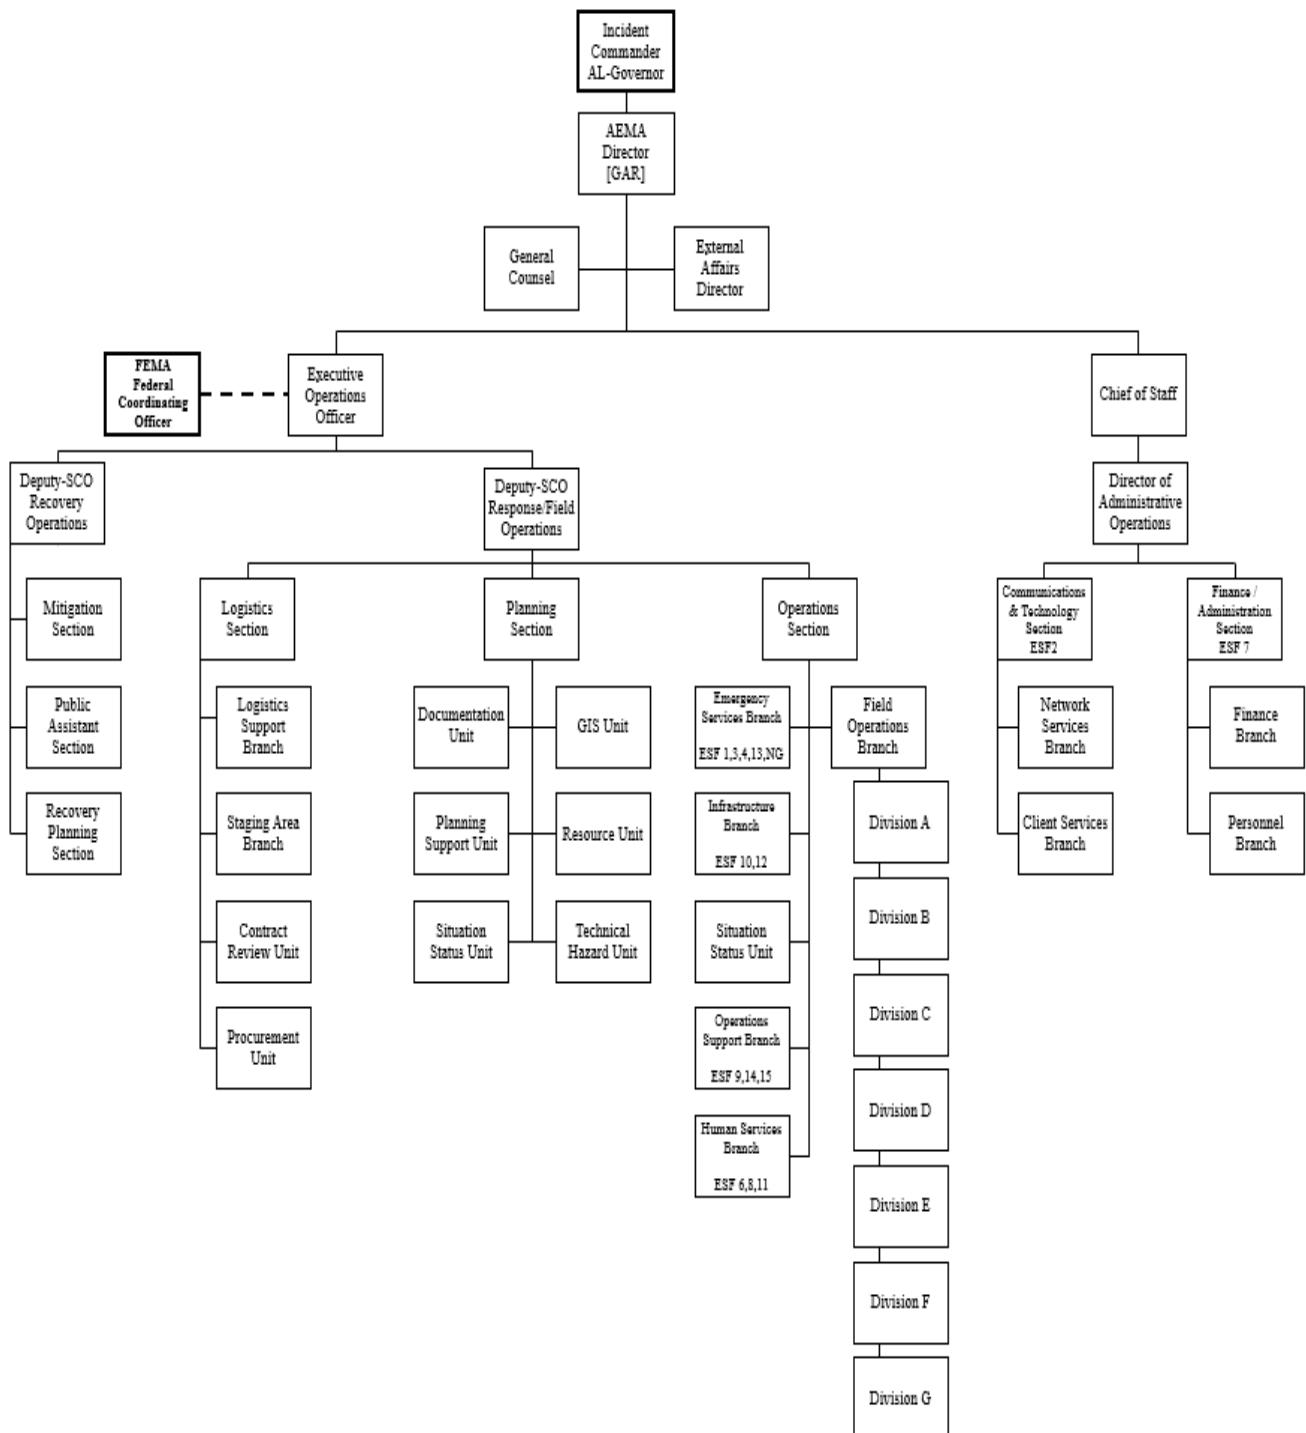 Incident
Commander
AL-Governor
AEMA
Director
[GAR]
General
Counsel
External
Affairs
Director
FEMA
Federal
Coordinating
Officer
Executive
Operations
Officer
Chief of Staff
Deputy-SCO
Recovery
Operations
Deputy-SCO
Response/Field
Operations
Director of
Administrative
Operations
Mitigation
Section
Logistics
Section
Planning
Section
Operations
Section
Communications
& Technology
Section
ESF2
Finance /
Administration
Section
ESF 7
Public
Assistant
Section
Logistics
Support
Branch
Documentation
Unit
GIS Unit
Emergency
Services Branch
ESF 1,3,4,13,NG
Field
Operations
Branch
Network
Services
Branch
Finance
Branch
Recovery
Planning
Section
Staging Area
Branch
Planning
Support Unit
Resource Unit
Infrastructure
Branch
ESF 10,12
Division A
Client Services
Branch
Personnel
Branch
Contract
Review Unit
Situation
Status Unit
Technical
Hazard Unit
Situation
Status Unit
Division B
Procurement
Unit
Operations
Support Branch
ESF 9,14,15
Division C
Human Services
Branch
ESF 6,8,11
Division D
Division E
Division F
Division G